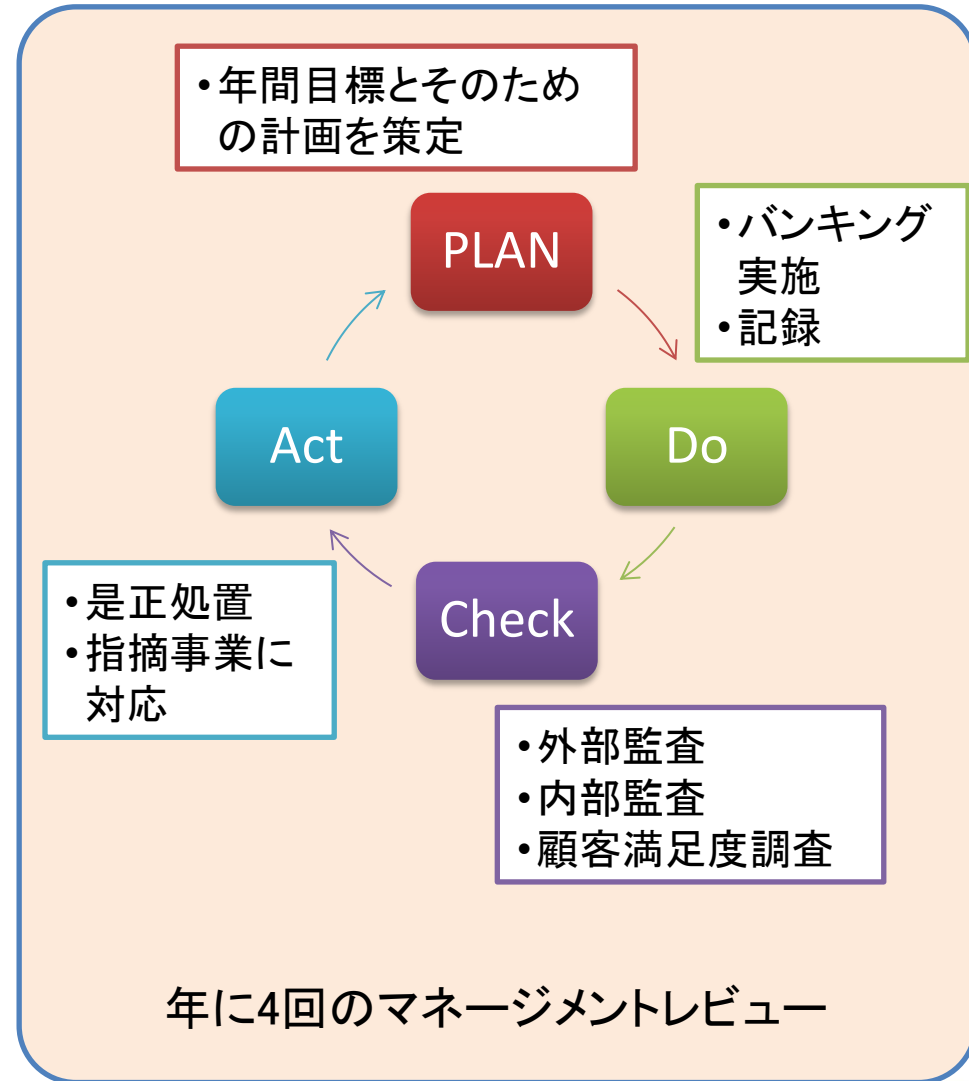 •年間目標とそのため
の計画を策定
PLAN
•バンキング
実施
•記録
Act
Do
•是正処置
•指摘事業に
対応
Check
•外部監査
•内部監査
•顧客満足度調査
年に4回のマネージメントレビュー